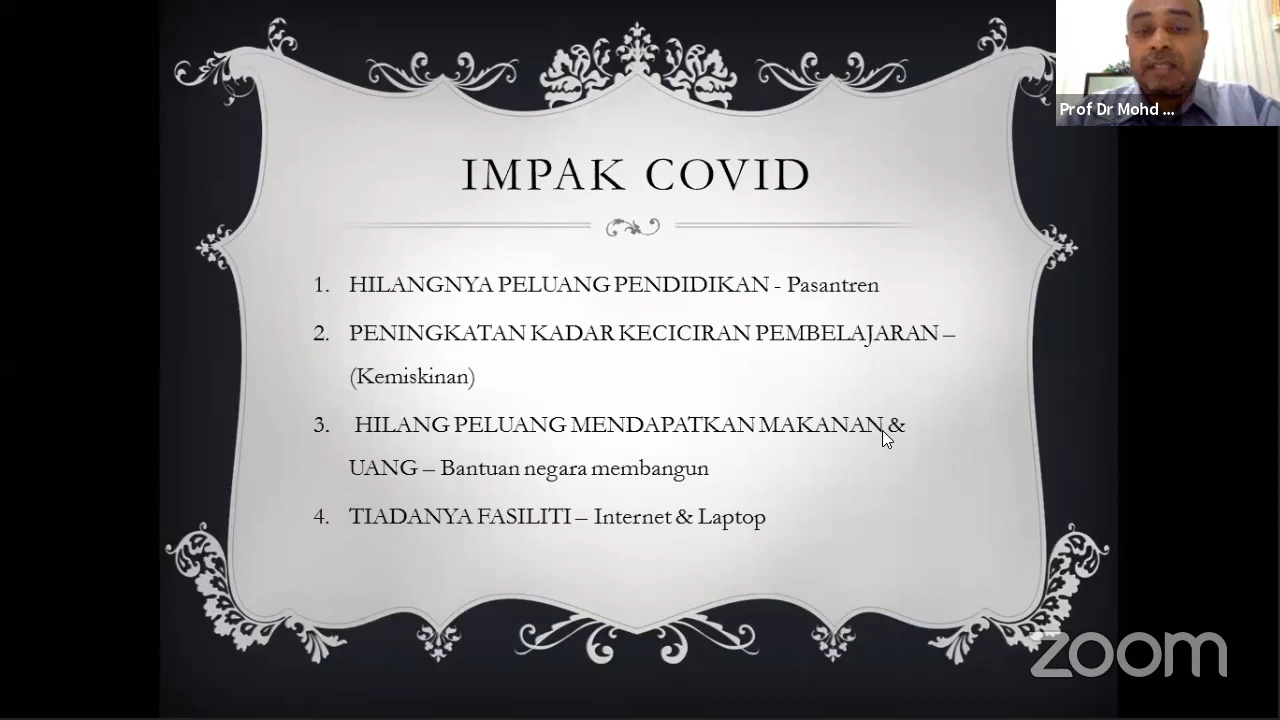 Prof Dr Mohd ...
IMPAK COVID
1. HILANGNYA PELUANG PENDIDIKAN - Pasantren
2. PENINGKATAN KADAR KECICIRAN PEMBELAJARAN –
(Kemiskinan)
3. HILANG PELUANG MENDAPATKAN MAKANAN &
UANG – Bantuan negara membangun
4. TIADANYA FASILITI – Internet & Laptop
zoom